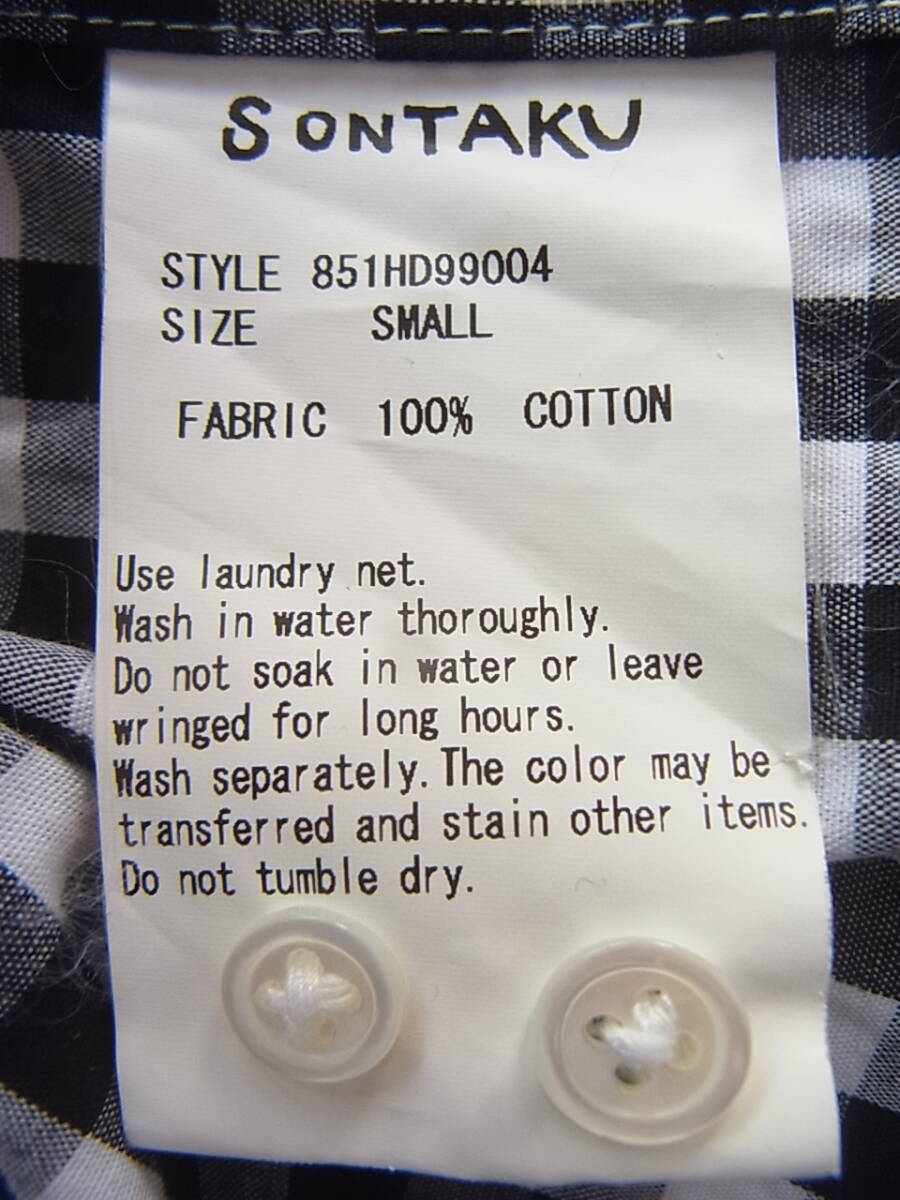 SONTAKU
STYLE 851HD99004
SIZE SMALL
FABRIC 100% COTTON
Use laundry net.
Wash in water thoroughly.
Do not soak in water or leave
wringed for long hours.
Wash separately. The color may be
transferred and stain other items.
Do not tumble dry.